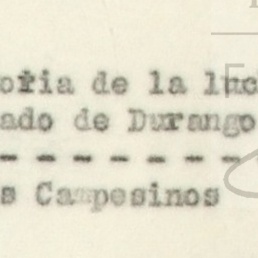 oria de la luc
ado de Durango
- - - - - - -
s Campesinos